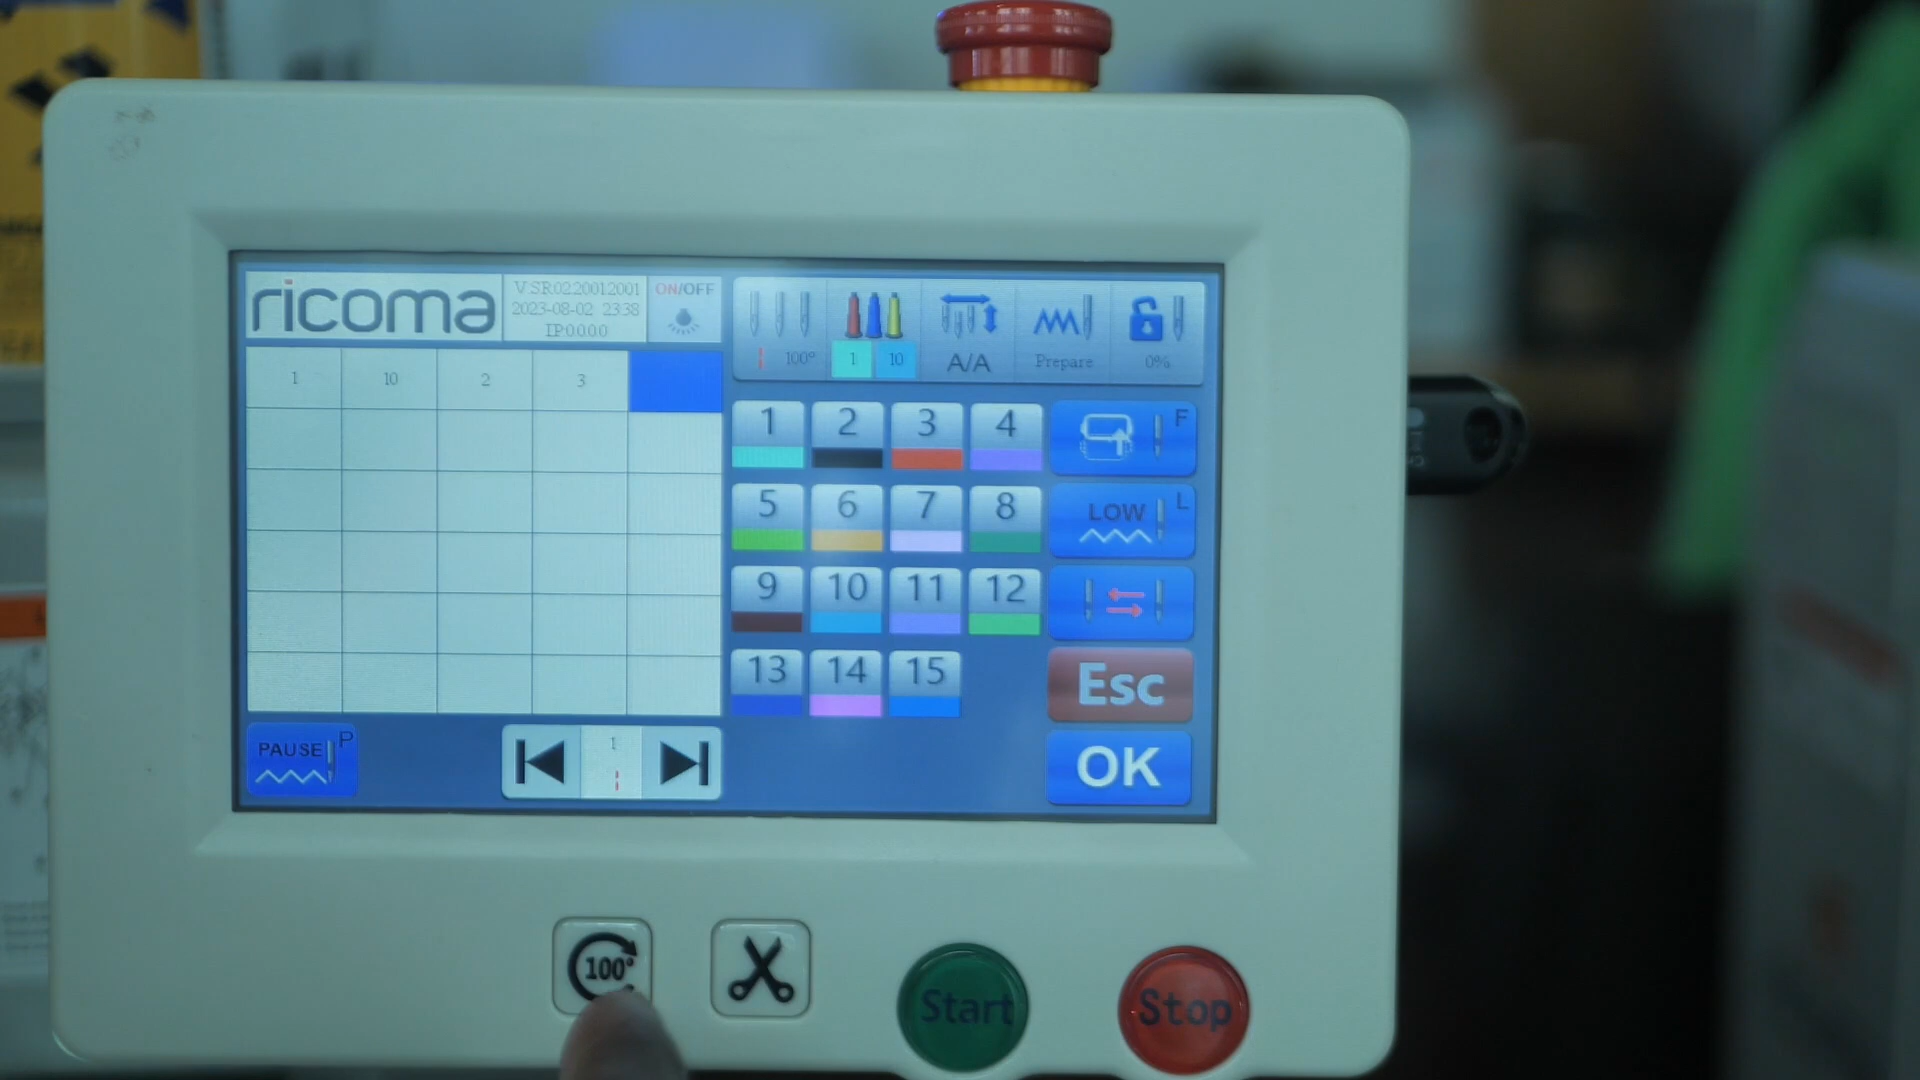 ricoma
V:SR.0220012001
2023-08-02 23:38
IP:0.0.0.0
ON/OFF
100°
1 10
A/A
Prepare
0%
1 10 2 3
1 2 3 4
F
5 6 7 8
LOW L
9 10 11 12
13 14 15
Esc
PAUSE P
1
OK
100°
Start
Stop